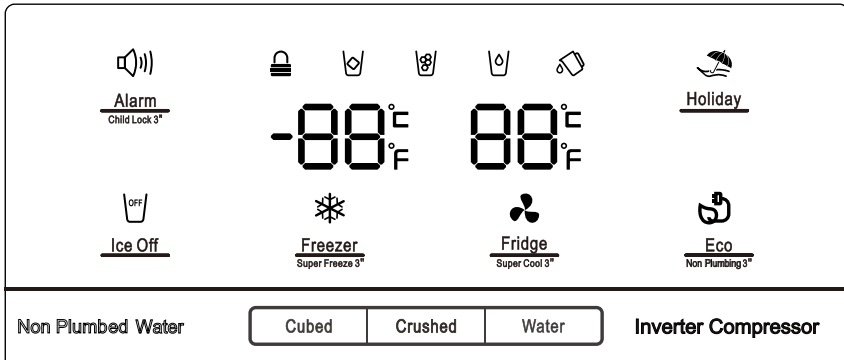 Alarm
Child Lock 3"
-88°C °F
88°C °F
Holiday
OFF
Ice Off
Freezer
Super Freeze 3"
Fridge
Super Cool 3"
Eco
Non Plumbing 3"
Non Plumbed Water
Cubed
Crushed
Water
Inverter Compressor